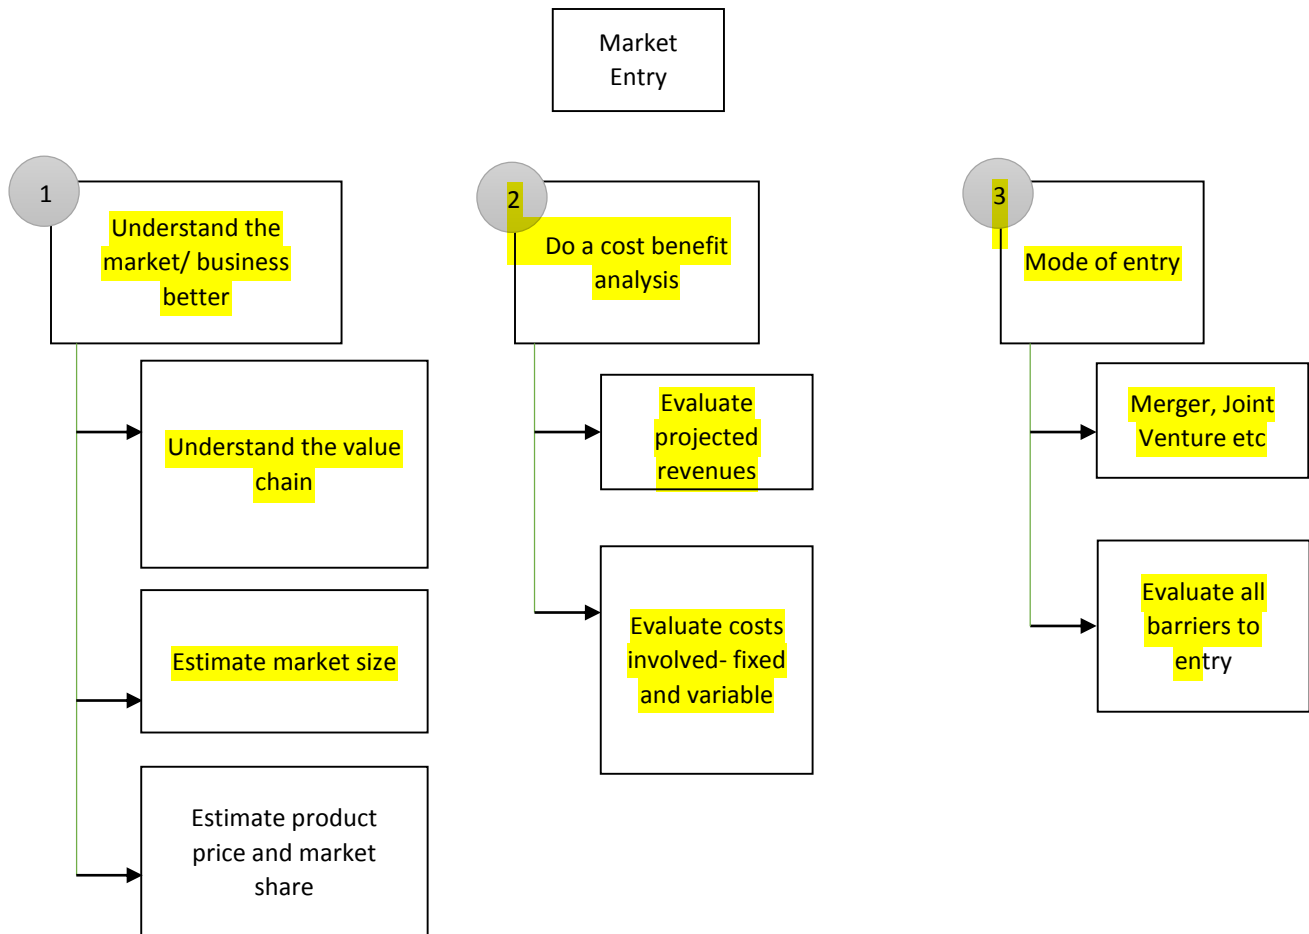 Market
Entry
1
Understand the
market/ business
better
Understand the value
chain
Estimate market size
Estimate product
price and market
share
2
Do a cost benefit
analysis
Evaluate
projected
revenues
Evaluate costs
involved- fixed
and variable
3
Mode of entry
Merger, Joint
Venture etc
Evaluate all
barriers to
entry